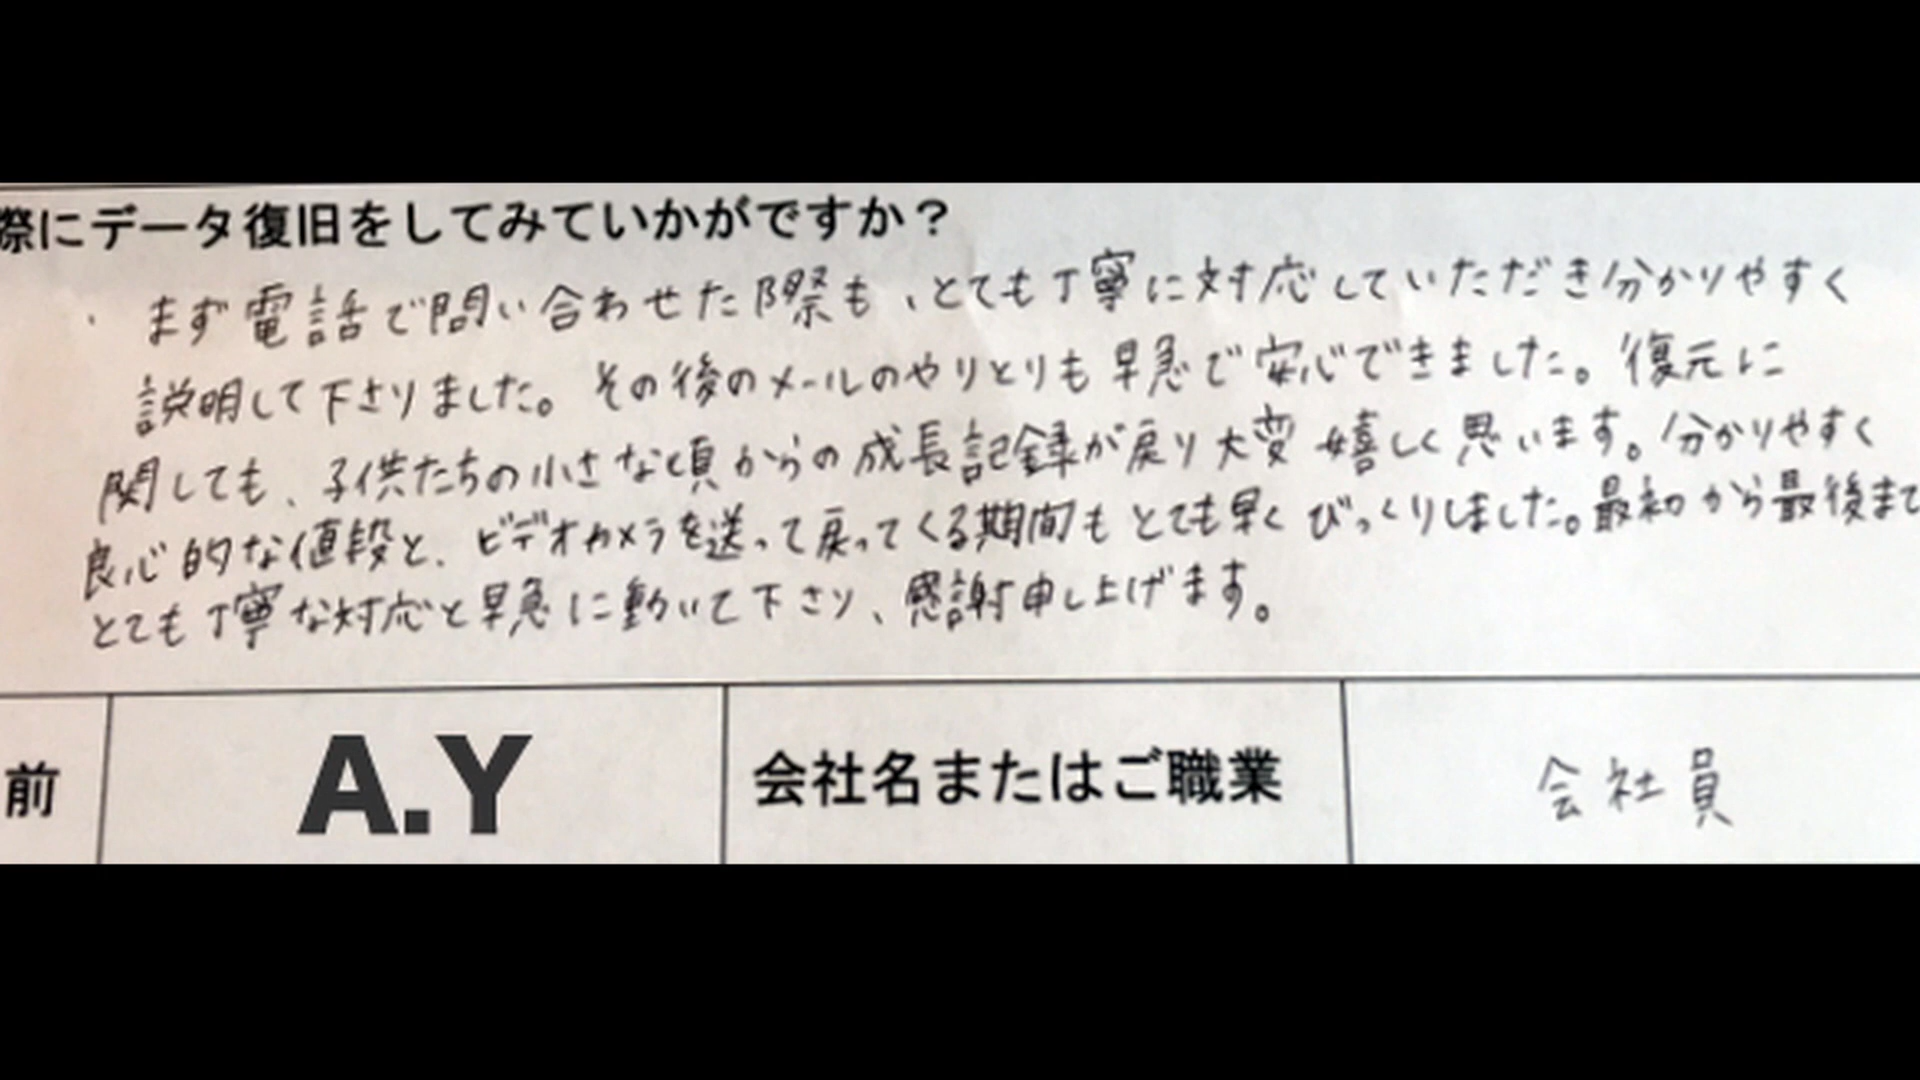 際にデータ復旧をしてみていかがですか？
・まず電話で問い合わせた際も、とても丁寧に対応していただき分かりやすく
説明して下さりました。その後のメールのやりとりも早急で安心できました。復元に
関しても、子供たちの小さな頃からの成長記録が戻り大変嬉しく思います。分かりやすく
良心的な値段と、ビデオカメラを送って戻ってくる期間もとても早くびっくりしました。最初から最後まで
とても丁寧な対応と早急に動いて下さり、感謝申し上げます。
前 A.Y 会社名またはご職業 会社員